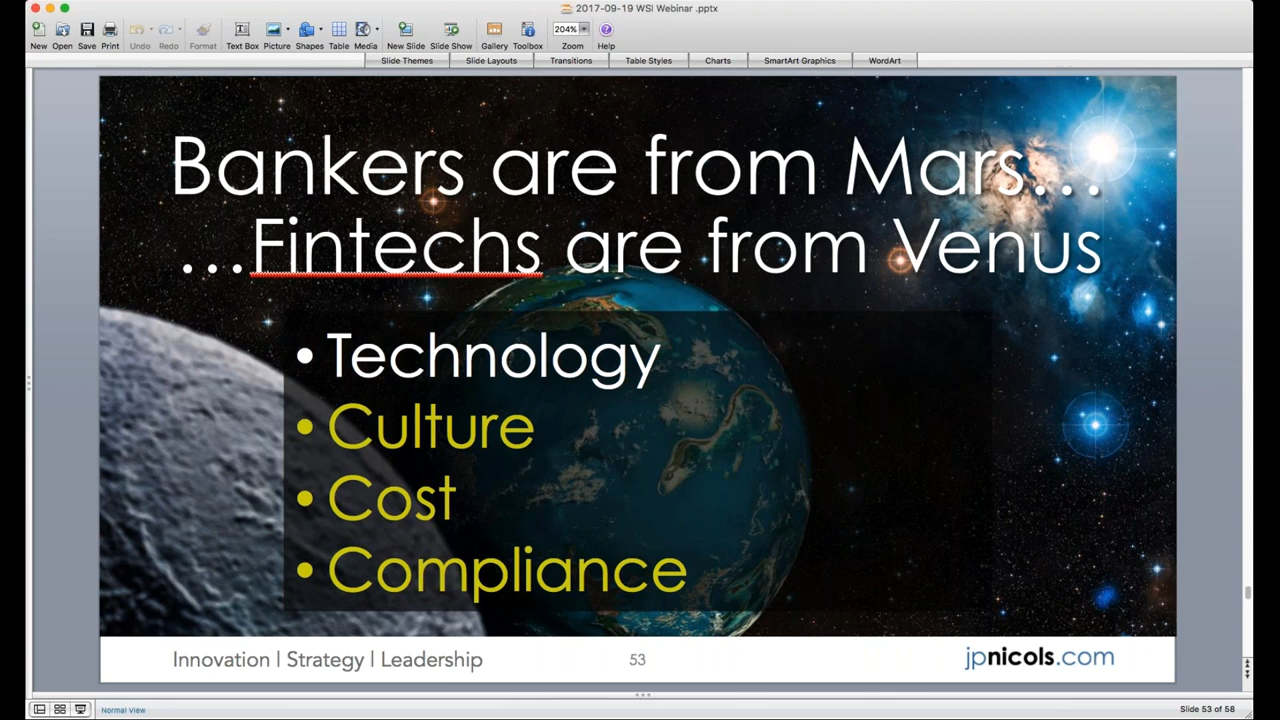 2017-09-19 WSI Webinar .pptx
New Open Save Print Undo Redo Format Text Box Picture Shapes Table Media New Slide Slide Show Gallery Toolbox 204% Zoom Help
Slide Themes Slide Layouts Transitions Table Styles Charts SmartArt Graphics WordArt
Bankers are from Mars…
…Fintechs are from Venus
• Technology
• Culture
• Cost
• Compliance
Innovation | Strategy | Leadership 53 jpnicols.com
Normal View Slide 53 of 58